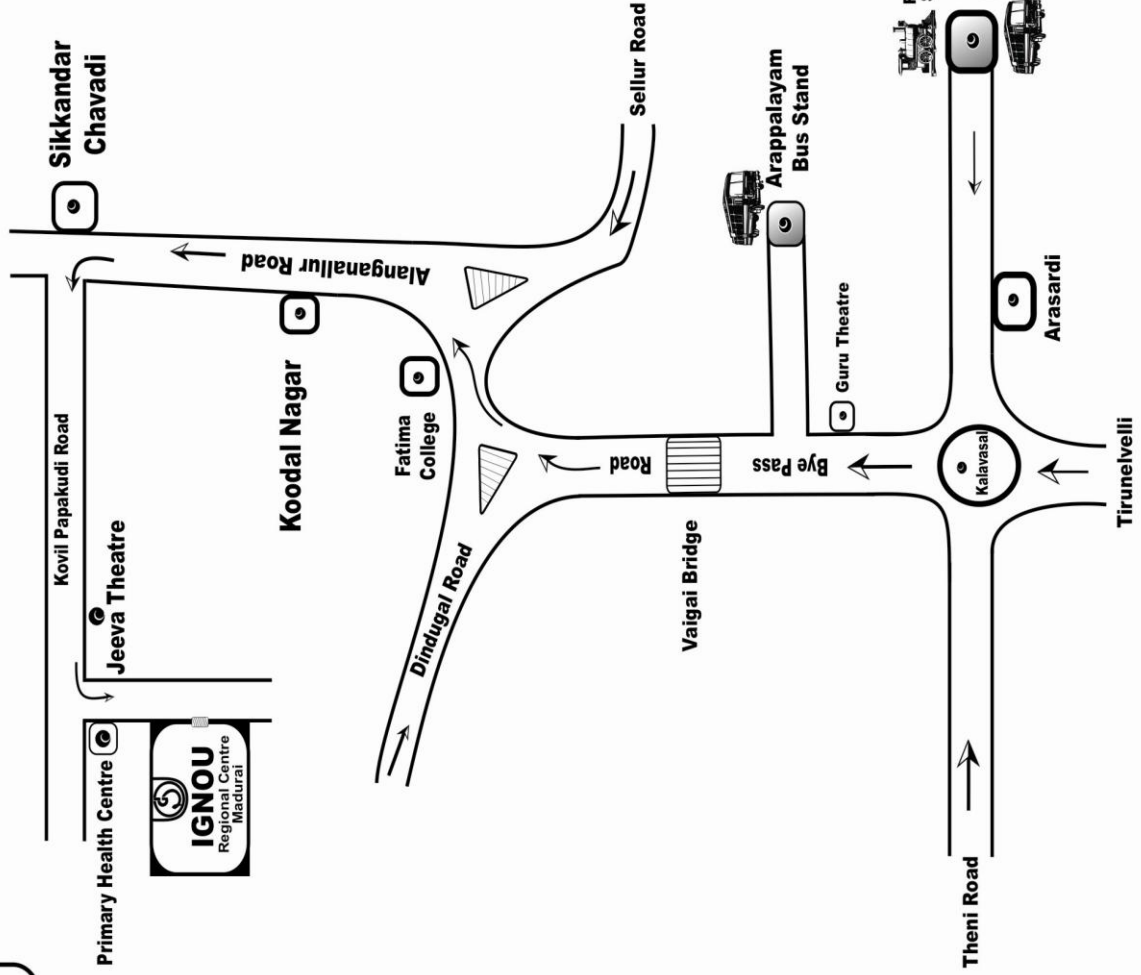 Sikkandar
Chavadi
Kovil Papakudi Road
Alanganallur Road
Sellur Road
Koodal Nagar
Jeeva Theatre
Primary Health Centre
IGNOU
Regional Centre
Madurai
Fatima
College
Dindugal Road
Road
Vaigai Bridge
Bye Pass
Arappalayam
Bus Stand
Guru Theatre
Kalavasal
Arasardi
Theni Road
Tirunelvelli